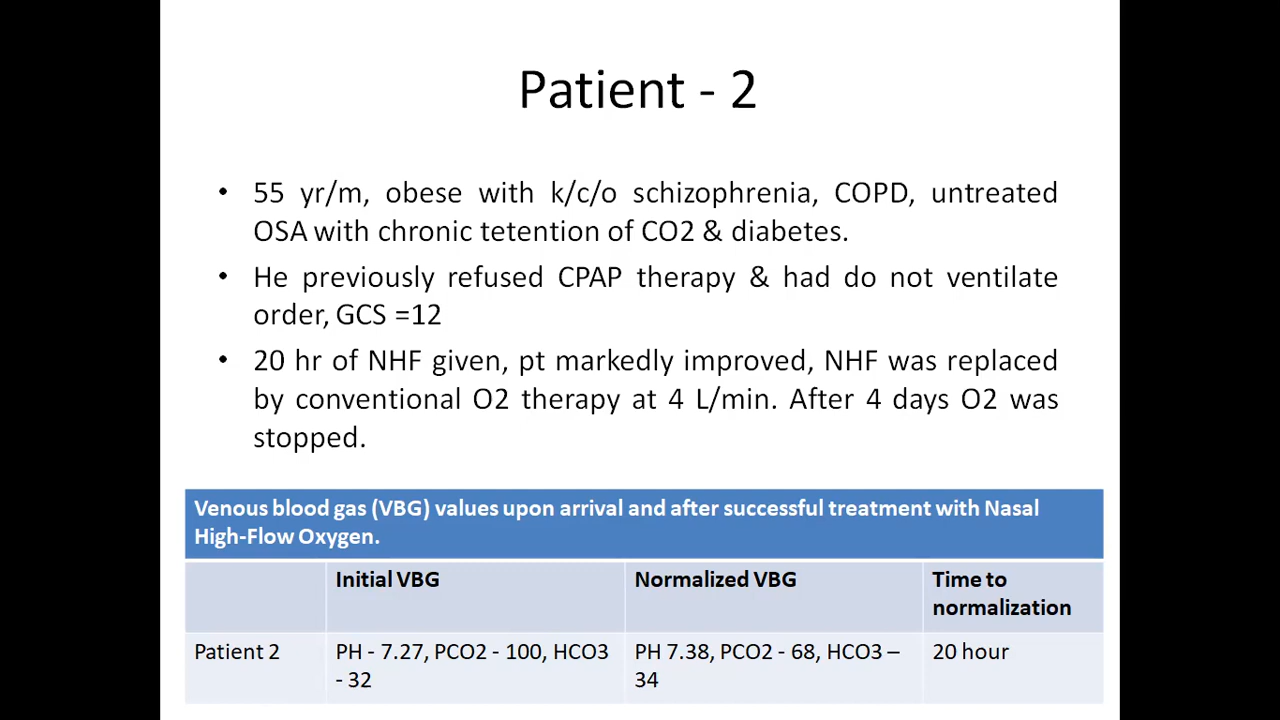 Patient - 2
• 55 yr/m, obese with k/c/o schizophrenia, COPD, untreated
OSA with chronic tetention of CO2 & diabetes.
• He previously refused CPAP therapy & had do not ventilate
order, GCS =12
• 20 hr of NHF given, pt markedly improved, NHF was replaced
by conventional O2 therapy at 4 L/min. After 4 days O2 was
stopped.
Venous blood gas (VBG) values upon arrival and after successful treatment with Nasal
High-Flow Oxygen.
Initial VBG
Normalized VBG
Time to
normalization
Patient 2
PH - 7.27, PCO2 - 100, HCO3
- 32
PH 7.38, PCO2 - 68, HCO3 –
34
20 hour